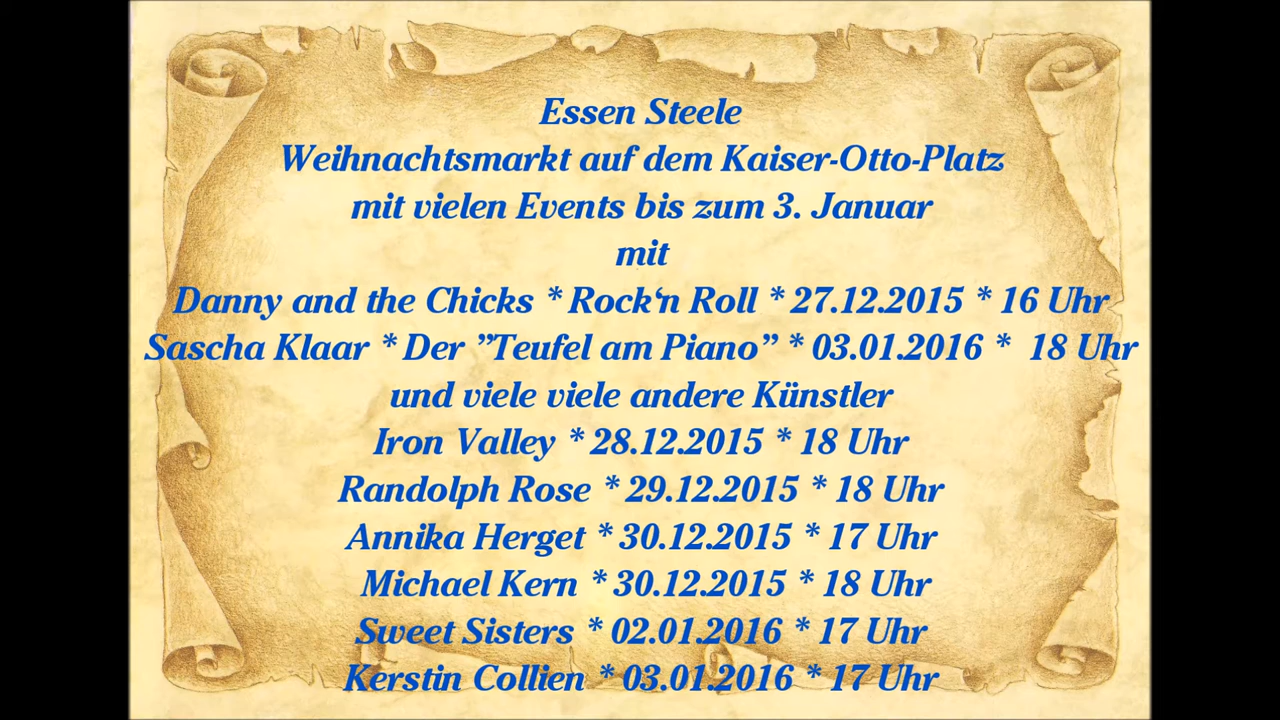 Essen Steele
Weihnachtsmarkt auf dem Kaiser-Otto-Platz
mit vielen Events bis zum 3. Januar
mit
Danny and the Chicks * Rock‘n Roll * 27.12.2015 * 16 Uhr
Sascha Klaar * Der ”Teufel am Piano” * 03.01.2016 * 18 Uhr
und viele viele andere Künstler
Iron Valley * 28.12.2015 * 18 Uhr
Randolph Rose * 29.12.2015 * 18 Uhr
Annika Herget * 30.12.2015 * 17 Uhr
Michael Kern * 30.12.2015 * 18 Uhr
Sweet Sisters * 02.01.2016 * 17 Uhr
Kerstin Collien * 03.01.2016 * 17 Uhr